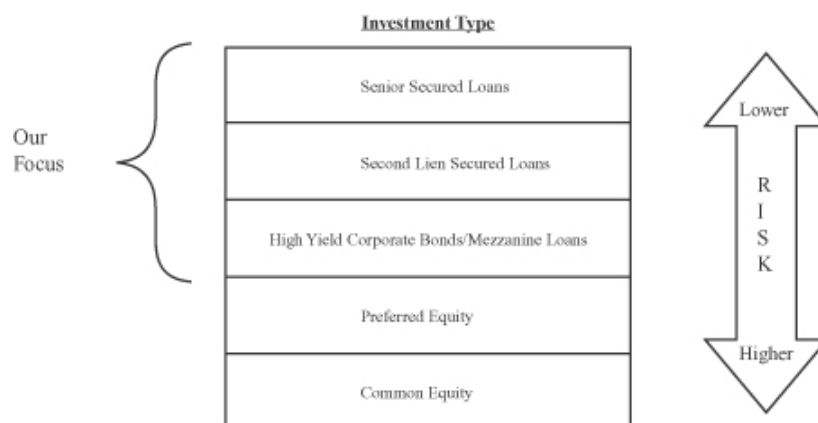 Investment Type
Our
Focus
Senior Secured Loans
Second Lien Secured Loans
High Yield Corporate Bonds/Mezzanine Loans
Preferred Equity
Common Equity
Lower
R
I
S
K
Higher